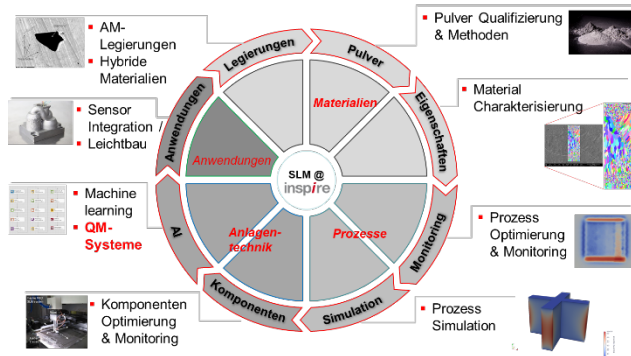 AM-
Legierungen
Hybride
Materialien
Pulver Qualifizierung
& Methoden
Legierungen
Pulver
Sensor
Integration /
Leichtbau
Anwendungen
Eigenschaften
Material
Charakterisierung
Materialien
Anwendungen
SLM @
inspire
Machine
learning
QM-
Systeme
AI
Anlagen-
technik
Prozesse
Monitoring
Prozess
Optimierung
& Monitoring
Komponenten
Optimierung
& Monitoring
Komponenten
Simulation
Prozess
Simulation